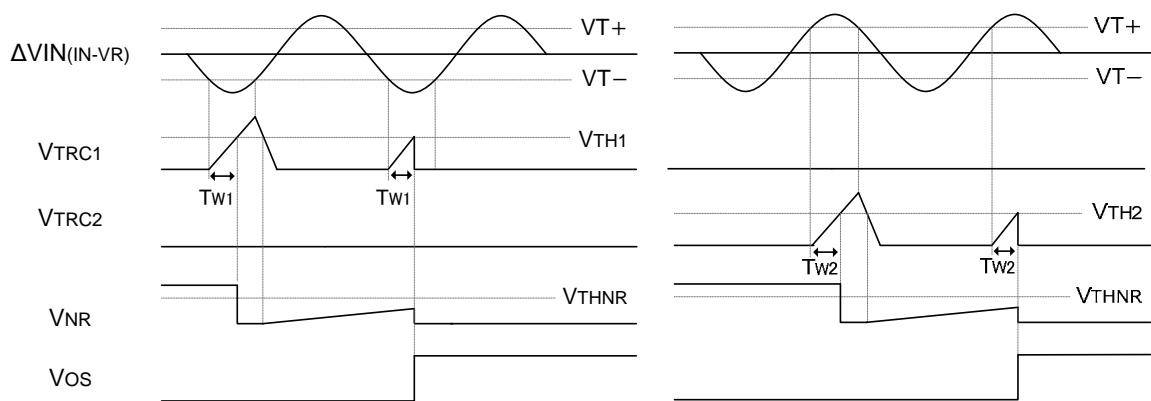 VT+
ΔVIN(IN-VR)
VT−
VTRC1
VTH1
TW1
TW1
VTRC2
VTHNR
VNR
VOS
VT+
VT−
VTH2
TW2
TW2
VTHNR